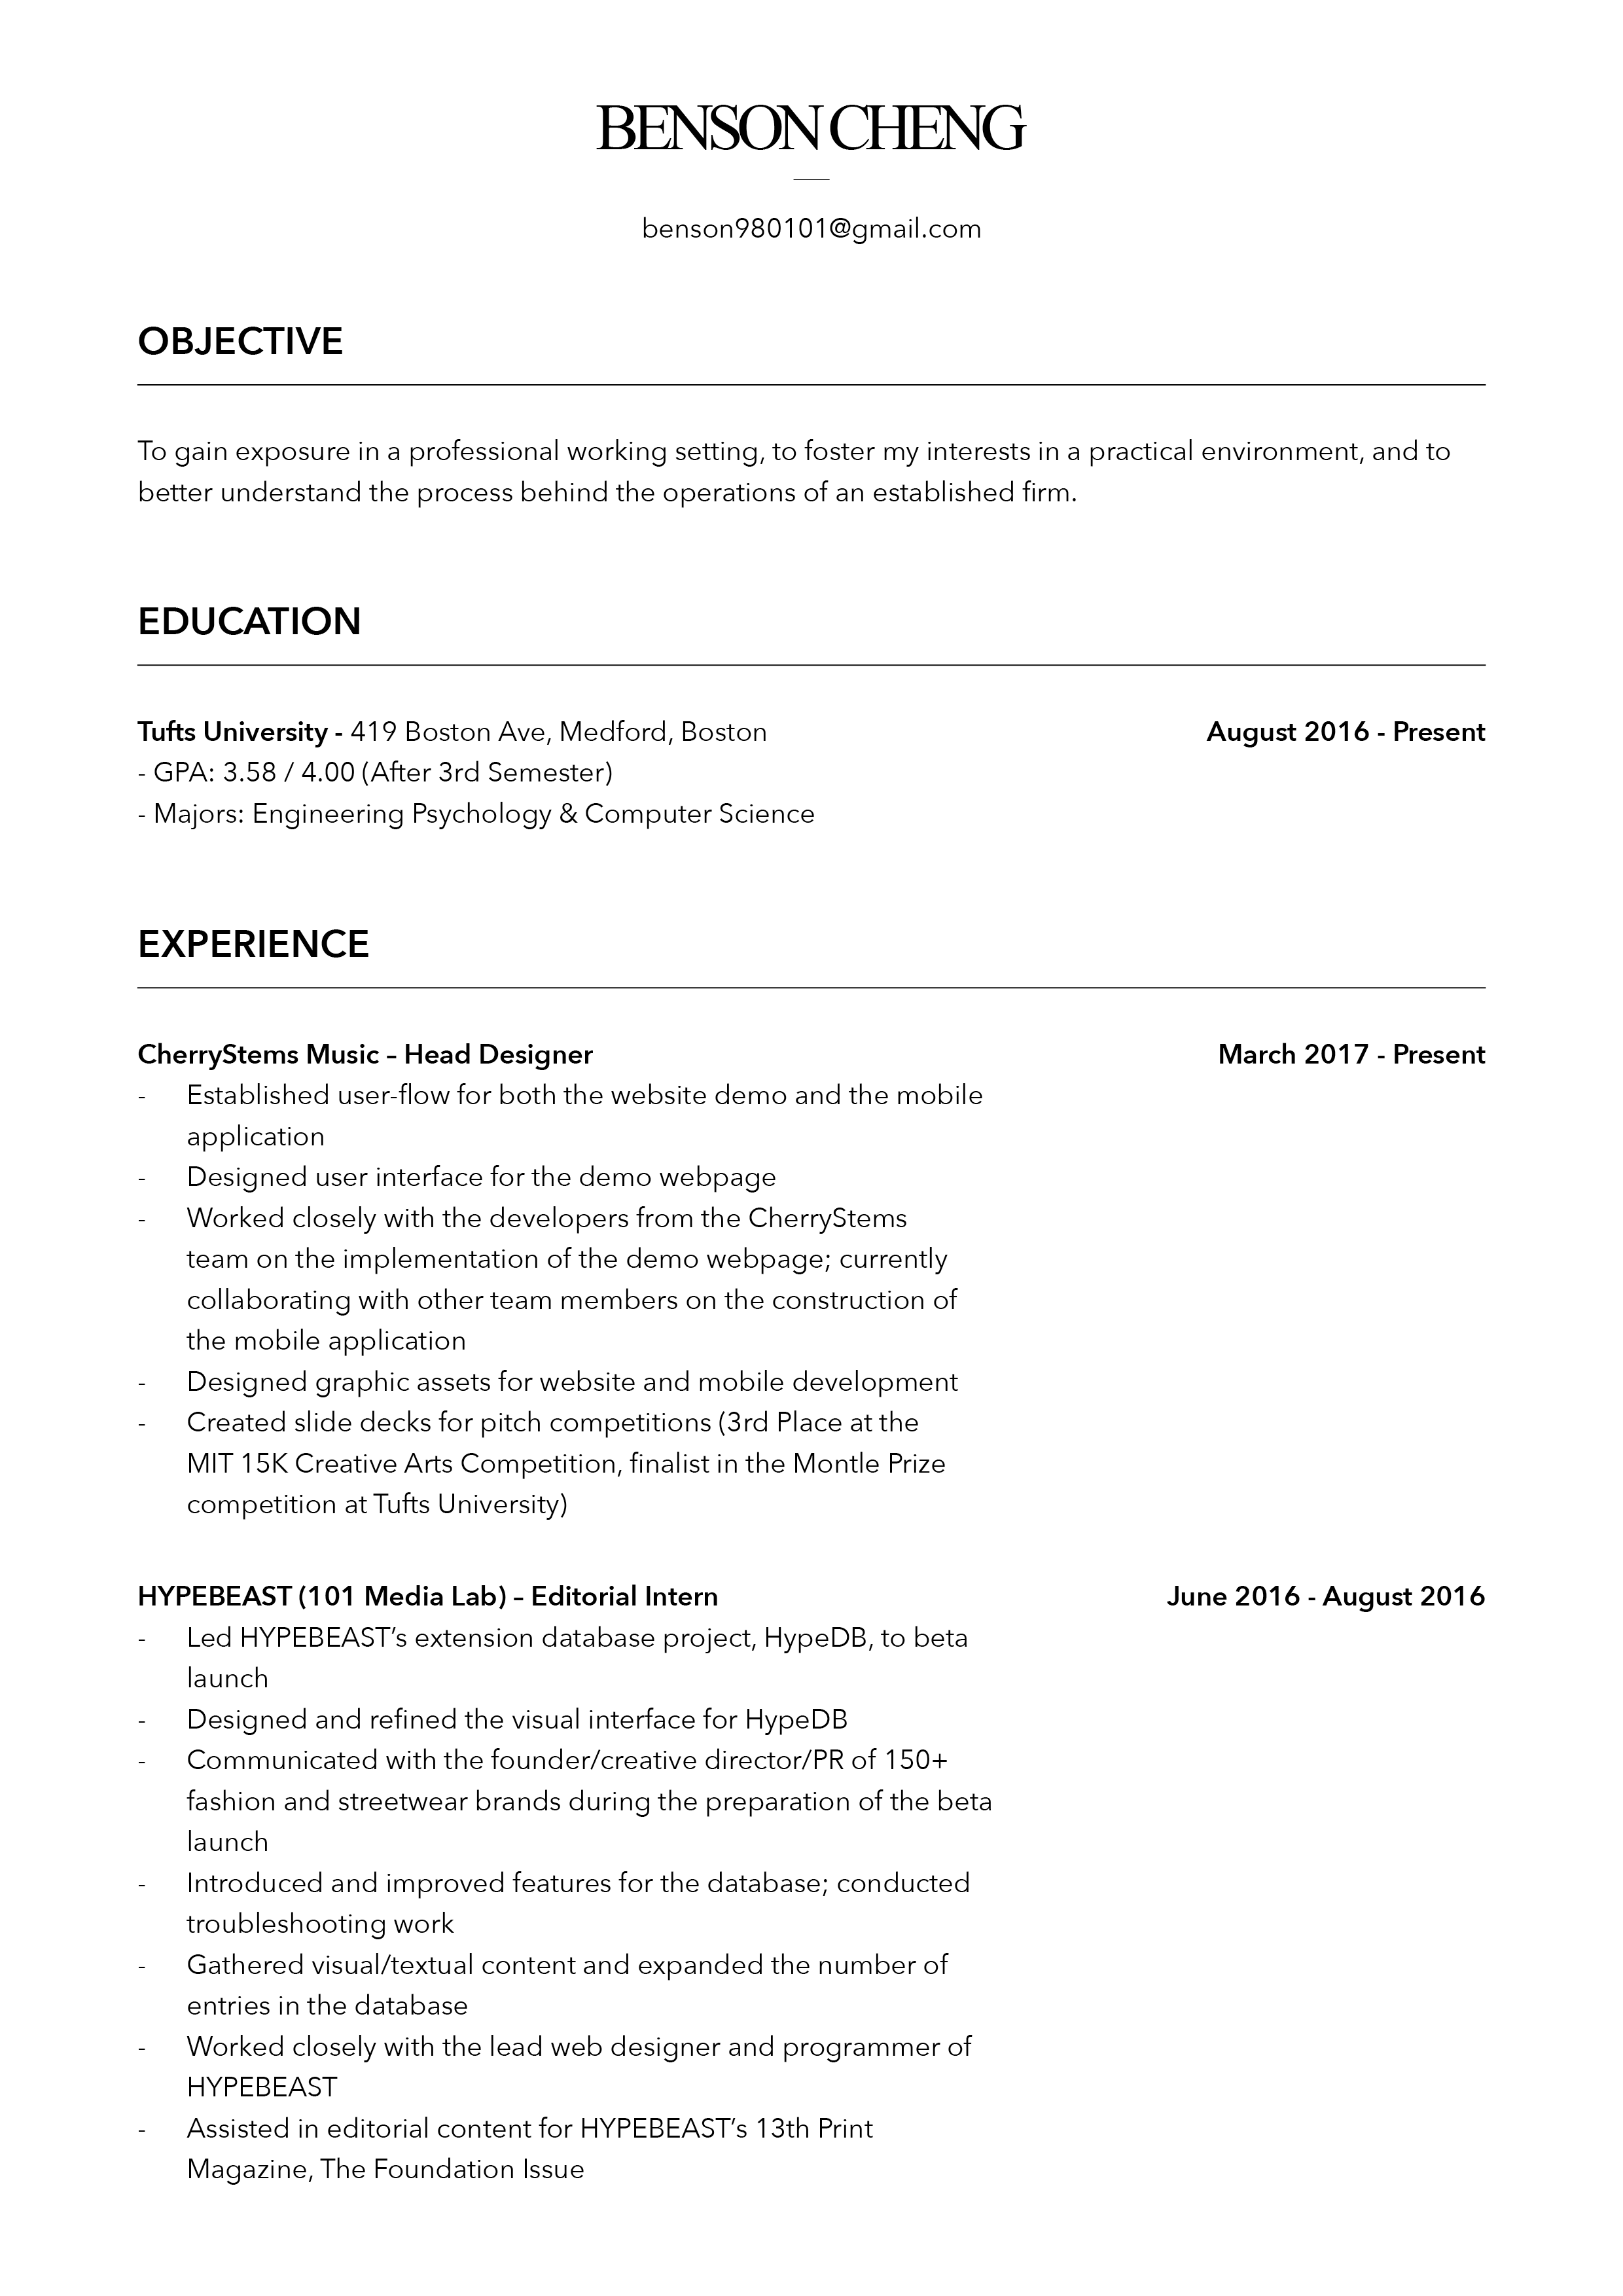 BENSON CHENG
benson980101@gmail.com
OBJECTIVE
To gain exposure in a professional working setting, to foster my interests in a practical environment, and to
better understand the process behind the operations of an established firm.
EDUCATION
Tufts University - 419 Boston Ave, Medford, Boston August 2016 - Present
- GPA: 3.58 / 4.00 (After 3rd Semester)
- Majors: Engineering Psychology & Computer Science
EXPERIENCE
CherryStems Music – Head Designer March 2017 - Present
- Established user-flow for both the website demo and the mobile
application
- Designed user interface for the demo webpage
- Worked closely with the developers from the CherryStems
team on the implementation of the demo webpage; currently
collaborating with other team members on the construction of
the mobile application
- Designed graphic assets for website and mobile development
- Created slide decks for pitch competitions (3rd Place at the
MIT 15K Creative Arts Competition, finalist in the Montle Prize
competition at Tufts University)
HYPEBEAST (101 Media Lab) – Editorial Intern June 2016 - August 2016
- Led HYPEBEAST’s extension database project, HypeDB, to beta
launch
- Designed and refined the visual interface for HypeDB
- Communicated with the founder/creative director/PR of 150+
fashion and streetwear brands during the preparation of the beta
launch
- Introduced and improved features for the database; conducted
troubleshooting work
- Gathered visual/textual content and expanded the number of
entries in the database
- Worked closely with the lead web designer and programmer of
HYPEBEAST
- Assisted in editorial content for HYPEBEAST’s 13th Print
Magazine, The Foundation Issue